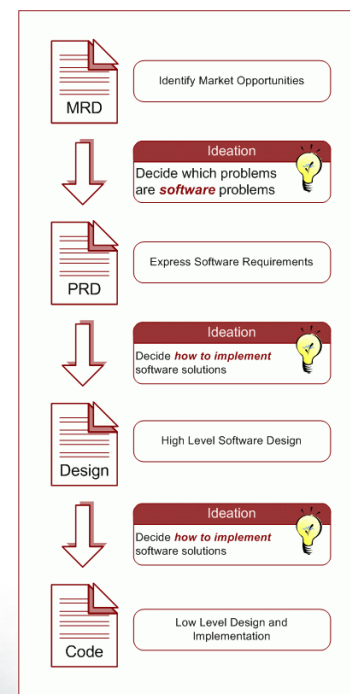 MRD
Identify Market Opportunities
Ideation
Decide which problems
are software problems
PRD
Express Software Requirements
Ideation
Decide how to implement
software solutions
Design
High Level Software Design
Ideation
Decide how to implement
software solutions
Code
Low Level Design and
Implementation